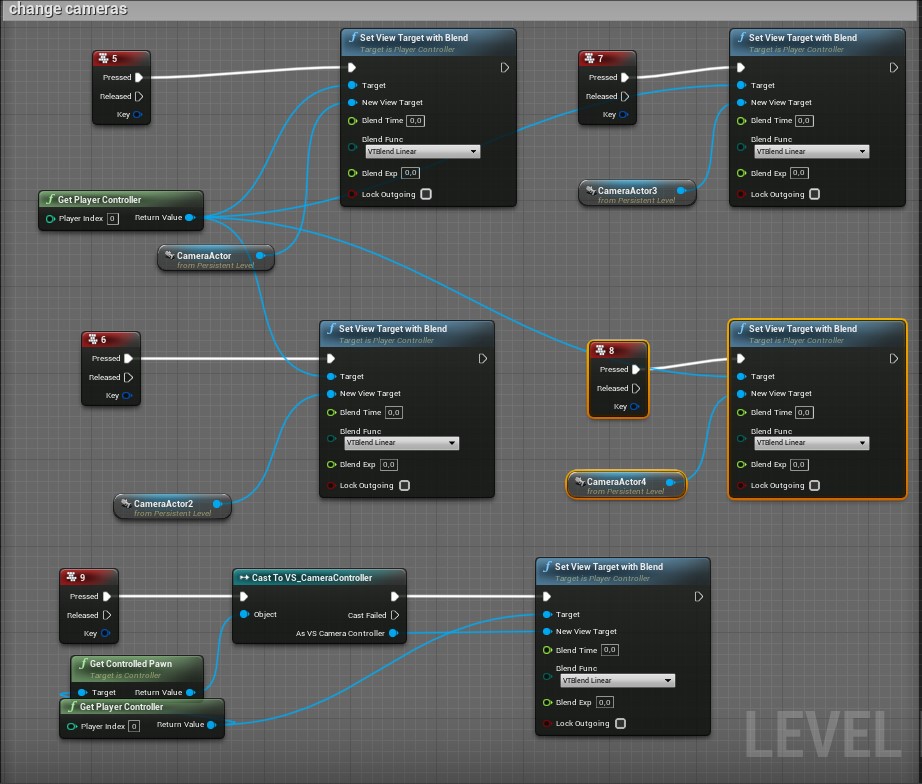 change cameras
5
Pressed
Released
Key
Set View Target with Blend
Target is Player Controller
Target
New View Target
Blend Time 0,0
Blend Func
VTBlend Linear
Blend Exp 0,0
Lock Outgoing
7
Pressed
Released
Key
Set View Target with Blend
Target is Player Controller
Target
New View Target
Blend Time 0,0
Blend Func
VTBlend Linear
Blend Exp 0,0
Lock Outgoing
CameraActor3
from Persistent Level
Get Player Controller
Player Index 0 Return Value
CameraActor
from Persistent Level
6
Pressed
Released
Key
Set View Target with Blend
Target is Player Controller
Target
New View Target
Blend Time 0,0
Blend Func
VTBlend Linear
Blend Exp 0,0
Lock Outgoing
CameraActor2
from Persistent Level
8
Pressed
Released
Key
Set View Target with Blend
Target is Player Controller
Target
New View Target
Blend Time 0,0
Blend Func
VTBlend Linear
Blend Exp 0,0
Lock Outgoing
CameraActor4
from Persistent Level
9
Pressed
Released
Key
Cast To VS_CameraController
Object Cast Failed
As VS Camera Controller
Set View Target with Blend
Target is Player Controller
Target
New View Target
Blend Time 0,0
Blend Func
VTBlend Linear
Blend Exp 0,0
Lock Outgoing
Get Controlled Pawn
Target is Controller
Target Return Value
Get Player Controller
Player Index 0 Return Value
LEVEL